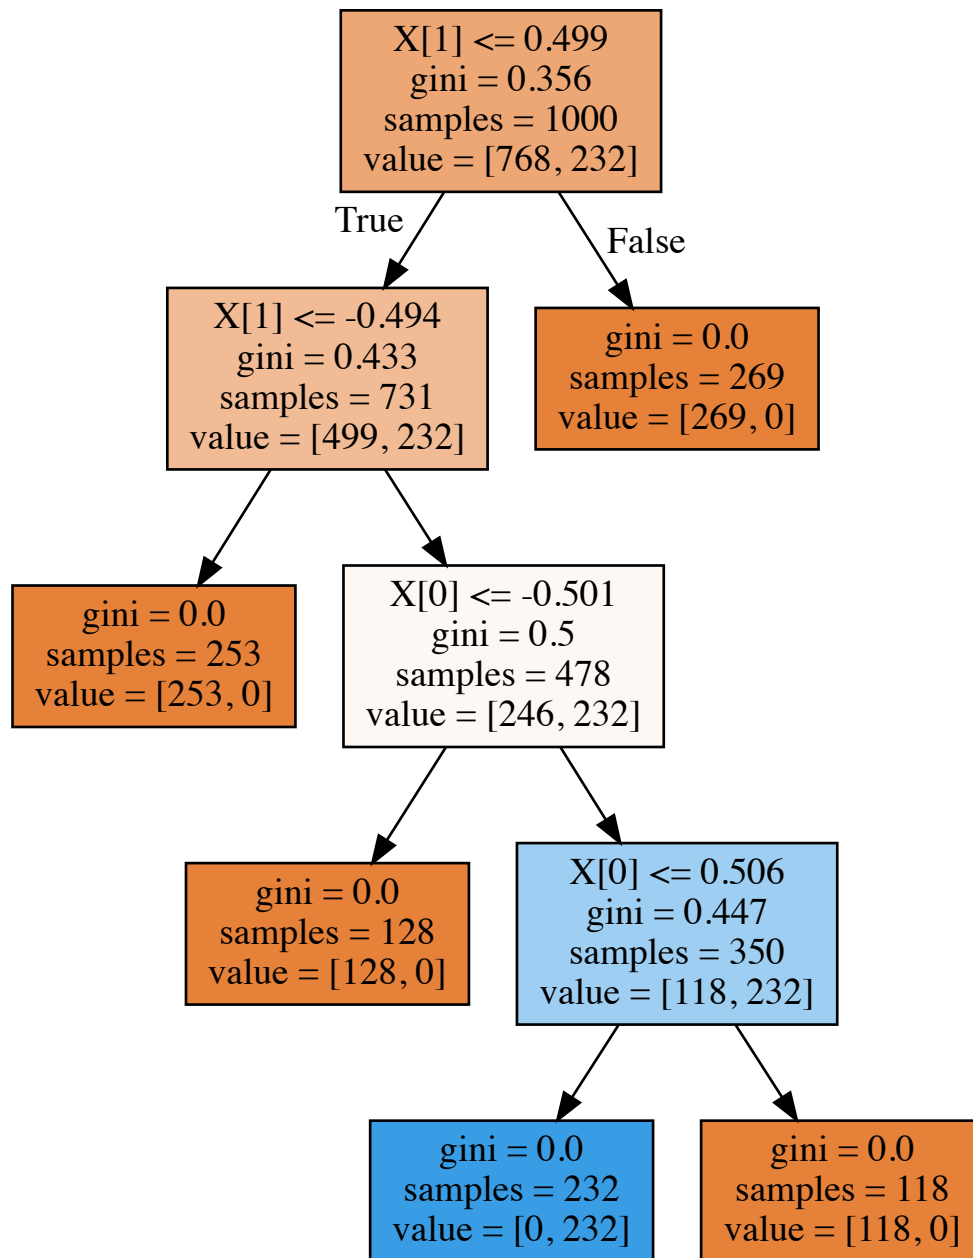 X[1] <= 0.499
gini = 0.356
samples = 1000
value = [768, 232]
True
False
X[1] <= -0.494
gini = 0.433
samples = 731
value = [499, 232]
gini = 0.0
samples = 269
value = [269, 0]
gini = 0.0
samples = 253
value = [253, 0]
X[0] <= -0.501
gini = 0.5
samples = 478
value = [246, 232]
gini = 0.0
samples = 128
value = [128, 0]
X[0] <= 0.506
gini = 0.447
samples = 350
value = [118, 232]
gini = 0.0
samples = 232
value = [0, 232]
gini = 0.0
samples = 118
value = [118, 0]